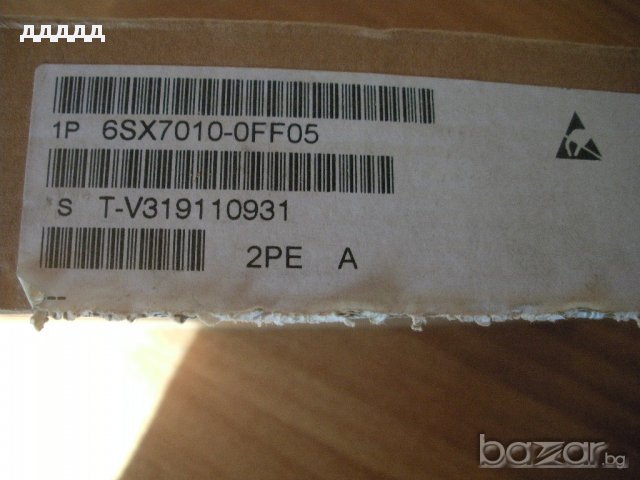 ДДДДД
1P 6SX7010-0FF05
S T-V319110931
2PE A
--
bazar.bg